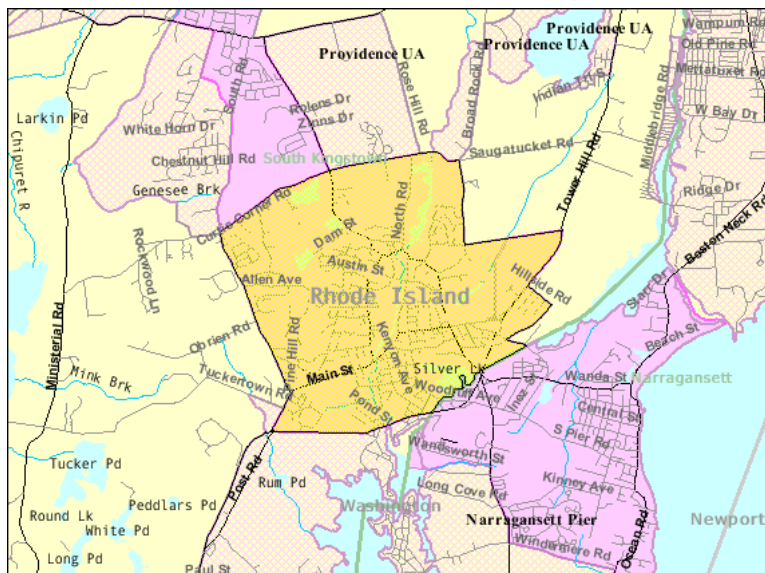 Providence UA
Wampum Rd
Providence UA
Providence UA
Old Pine Rd
South Rd
Rose Hill Rd
Broad Rock Rd
Mettatuxet Rd
Indian Trl S
Larkin Pd
Rolens Dr
Zinns Dr
W Bay Dr
White Horn Dr
Middlebridge Rd
Chipuret R
Chestnut Hill Rd
South Kingstown
Saugatucket Rd
Tower Hill Rd
Genesee Brk
Ridge Dr
Curtis Corner Rd
North Rd
Boston Neck Rd
Dam St
Rockwood Ln
Austin St
Allen Ave
Hillside Rd
Starr Dr
Rhode Island
Ministerial Rd
Obrien Rd
Pine Hill Rd
Kenyon Ave
Beach St
Mink Brk
Main St
Silver Lk
Wanda St
Narragansett
Tuckertown Rd
Woodruff Ave
Inez St
Pond St
Central St
S Pier Rd
Wandsworth St
Tucker Pd
Post Rd
Rum Pd
Kinney Ave
Long Cove Rd
Peddlars Pd
Washington
Round Lk
White Pd
Narragansett Pier
Newport
Ocean Rd
Windermere Rd
Long Pd
Paul St